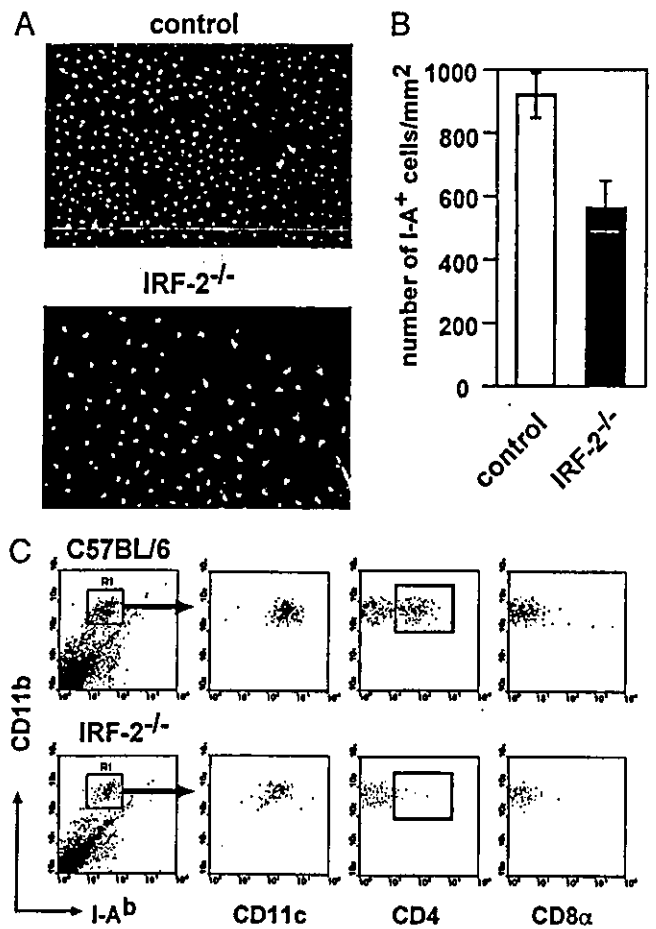 A
control
IRF-2-/-
B
number of I-A+ cells/mm2
1000
800
600
400
200
0
control
IRF-2-/-
C
C57BL/6
R1
IRF-2-/-
R1
CD11b
I-Ab
CD11c
CD4
CD8α